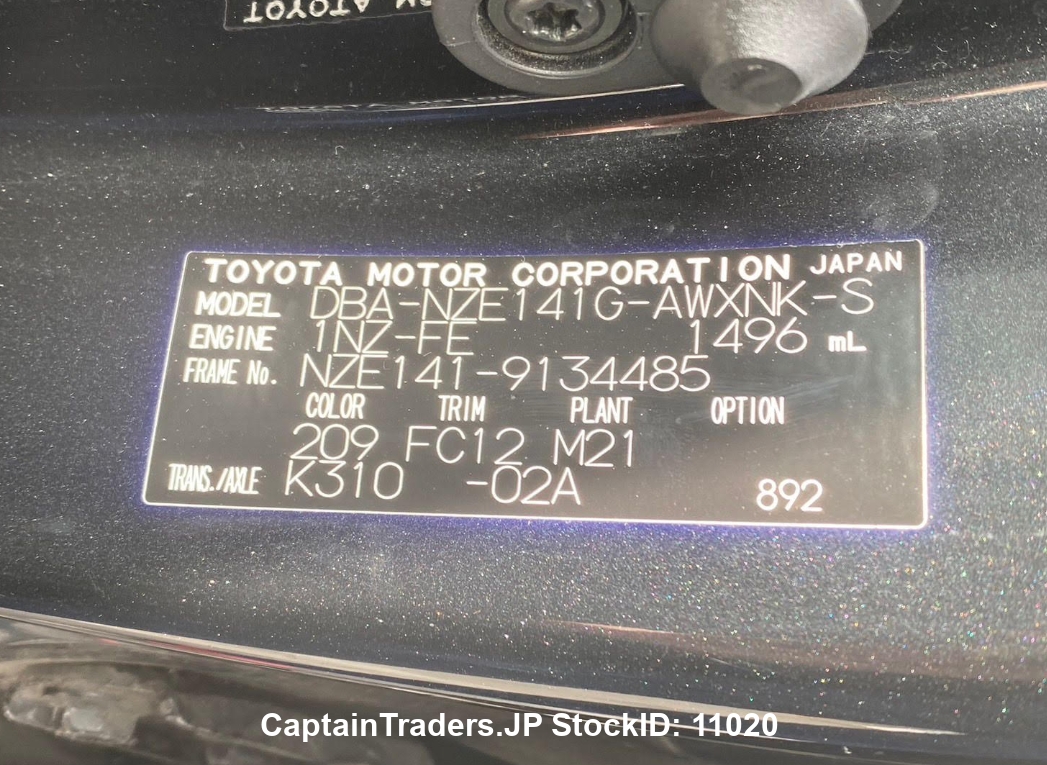 TOYOTA
TOYOTA MOTOR CORPORATION JAPAN
MODEL DBA-NZE141G-AWXNK-S
ENGINE 1NZ-FE 1496 mL
FRAME No. NZE141-9134485
COLOR TRIM PLANT OPTION
209 FC12 M21
TRANS./AXLE K310 -02A 892
CaptainTraders.JP StockID: 11020